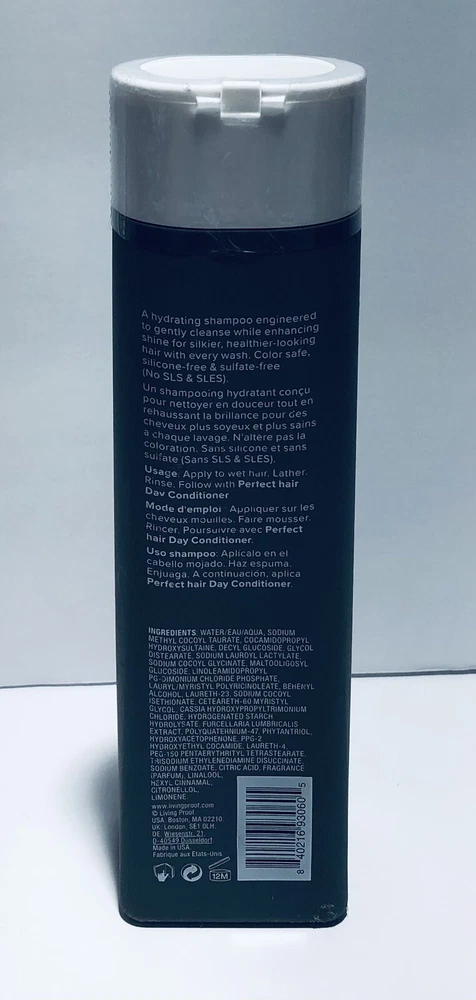 A hydrating shampoo engineered
to gently cleanse while enhancing
shine for silkier, healthier-looking
hair with every wash. Color safe,
silicone-free & sulfate-free
(No SLS & SLES).
Un shampooing hydratant conçu
pour nettoyer en douceur tout en
rehaussant la brillance pour des
cheveux plus soyeux et plus sains
à chaque lavage. N'altère pas la
coloration. Sans silicone et sans
sulfate (Sans SLS & SLES).
Usage: Apply to wet hair. Lather.
Rinse. Follow with Perfect hair
Day Conditioner
Mode d'emploi: Appliquer sur les
cheveux mouillés. Faire mousser.
Rincer. Poursuivre avec Perfect
hair Day Conditioner.
Uso shampoo: Aplícalo en el
cabello mojado. Haz espuma.
Enjuaga. A continuación, aplica
Perfect hair Day Conditioner.
INGREDIENTS: WATER/EAU/AQUA, SODIUM
METHYL COCOYL TAURATE, COCAMIDOPROPYL
HYDROXYSULTAINE, DECYL GLUCOSIDE, GLYCOL
DISTEARATE, SODIUM LAUROYL LACTYLATE,
SODIUM COCOYL GLYCINATE, MALTOOLIGOSYL
GLUCOSIDE, LINOLEAMIDOPROPYL
PG-DIMONIUM CHLORIDE PHOSPHATE,
LAURYL/MYRISTYL POLYRICINOLEATE, BEHENYL
ALCOHOL, LAURETH-23, SODIUM COCOYL
ISETHIONATE, CETEARETH-60 MYRISTYL
GLYCOL, CASSIA HYDROXYPROPYLTRIMONIUM
CHLORIDE, HYDROGENATED STARCH
HYDROLYSATE, FURCELLARIA LUMBRICALIS
EXTRACT, POLYQUATERNIUM-47, PHYTANTRIOL,
HYDROXYACETOPHENONE, PPG-2
HYDROXYETHYL COCAMIDE, LAURETH-4,
PEG-150 PENTAERYTHRITYL TETRASTEARATE,
TRISODIUM ETHYLENEDIAMINE DISUCCINATE,
SODIUM BENZOATE, CITRIC ACID, FRAGRANCE
(PARFUM), LINALOOL,
HEXYL CINNAMAL,
CITRONELLOL,
LIMONENE.
www.livingproof.com
© Living Proof
USA: Boston, MA 02210
UK: London, SE1 0LH.
DE: Wiesenstr. 21,
D-40549 Düsseldorf
Made in USA.
Fabriqué aux États-Unis
12M
8 40216 93060 5